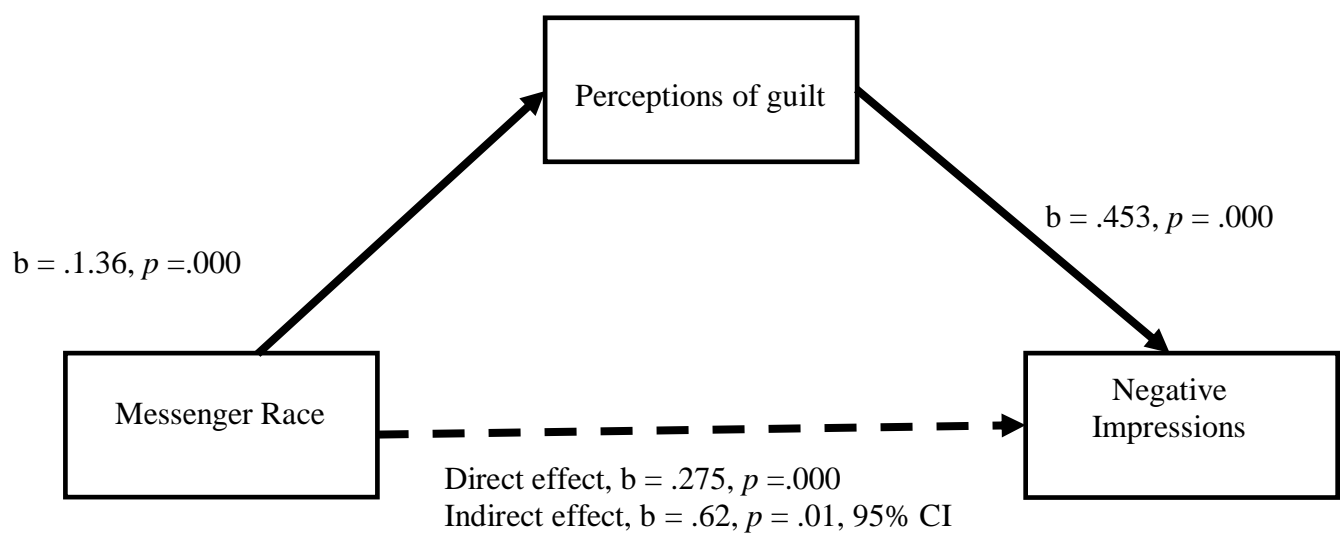 Perceptions of guilt
b = .453, p = .000
b = .1.36, p =.000
Messenger Race
Negative
Impressions
Direct effect, b = .275, p =.000
Indirect effect, b = .62, p = .01, 95% CI